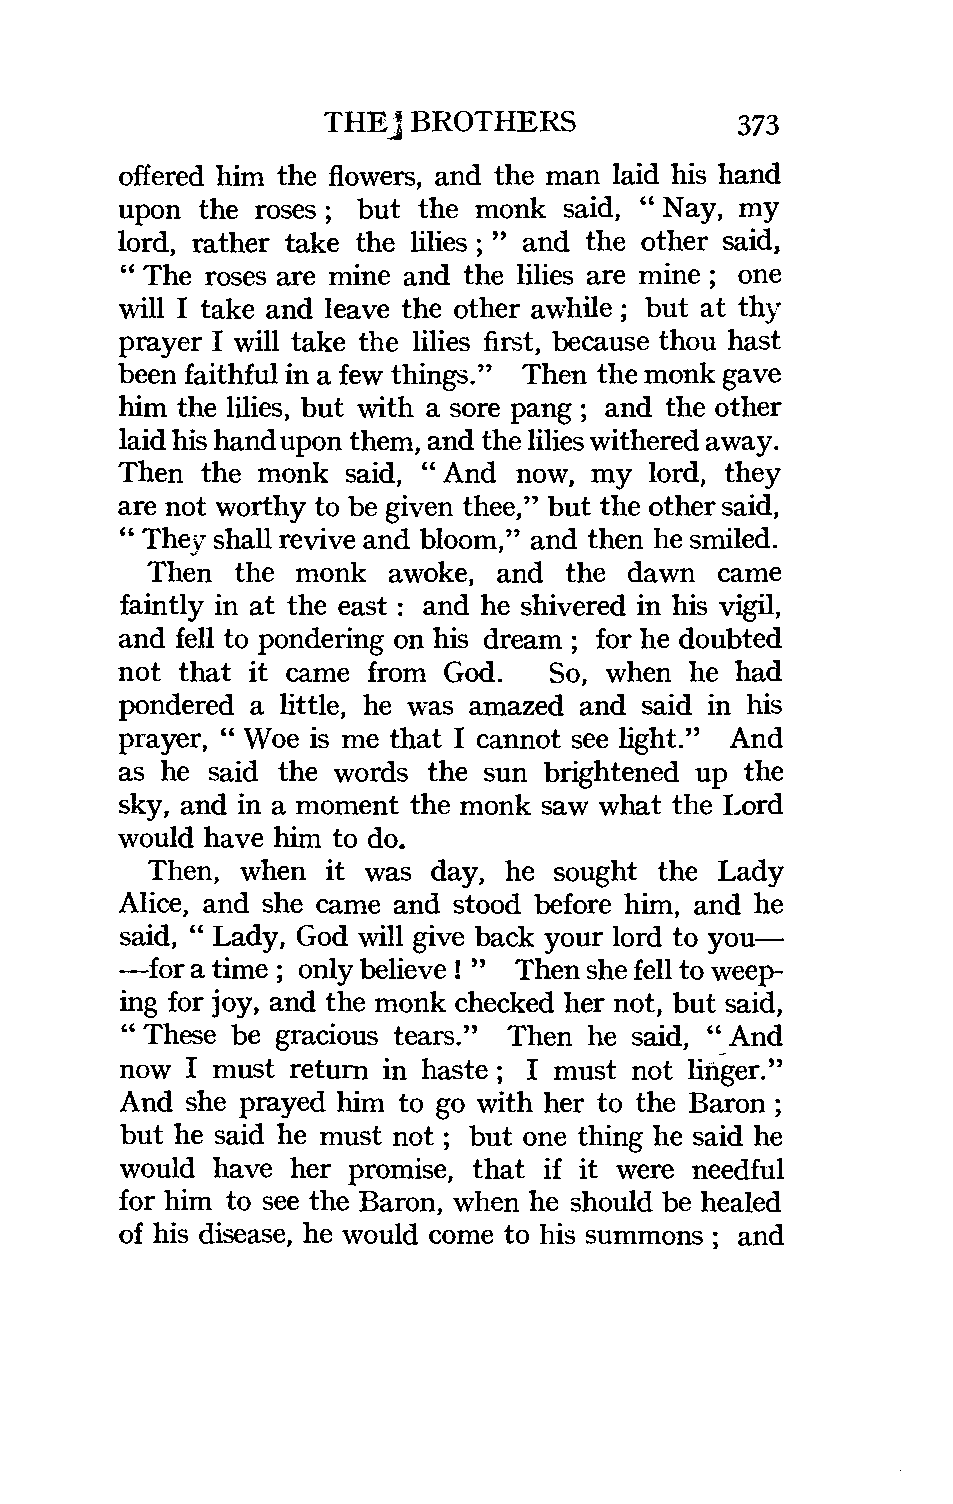 THE BROTHERS 373
offered him the flowers, and the man laid his hand
upon the roses ; but the monk said, “ Nay, my
lord, rather take the lilies ; ” and the other said,
“ The roses are mine and the lilies are mine ; one
will I take and leave the other awhile ; but at thy
prayer I will take the lilies first, because thou hast
been faithful in a few things.” Then the monk gave
him the lilies, but with a sore pang ; and the other
laid his hand upon them, and the lilies withered away.
Then the monk said, “ And now, my lord, they
are not worthy to be given thee,” but the other said,
“ They shall revive and bloom,” and then he smiled.
Then the monk awoke, and the dawn came
faintly in at the east : and he shivered in his vigil,
and fell to pondering on his dream ; for he doubted
not that it came from God. So, when he had
pondered a little, he was amazed and said in his
prayer, “ Woe is me that I cannot see light.” And
as he said the words the sun brightened up the
sky, and in a moment the monk saw what the Lord
would have him to do.
Then, when it was day, he sought the Lady
Alice, and she came and stood before him, and he
said, “ Lady, God will give back your lord to you—
—for a time ; only believe ! ” Then she fell to weep-
ing for joy, and the monk checked her not, but said,
“ These be gracious tears.” Then he said, “ And
now I must return in haste ; I must not linger.”
And she prayed him to go with her to the Baron ;
but he said he must not ; but one thing he said he
would have her promise, that if it were needful
for him to see the Baron, when he should be healed
of his disease, he would come to his summons ; and